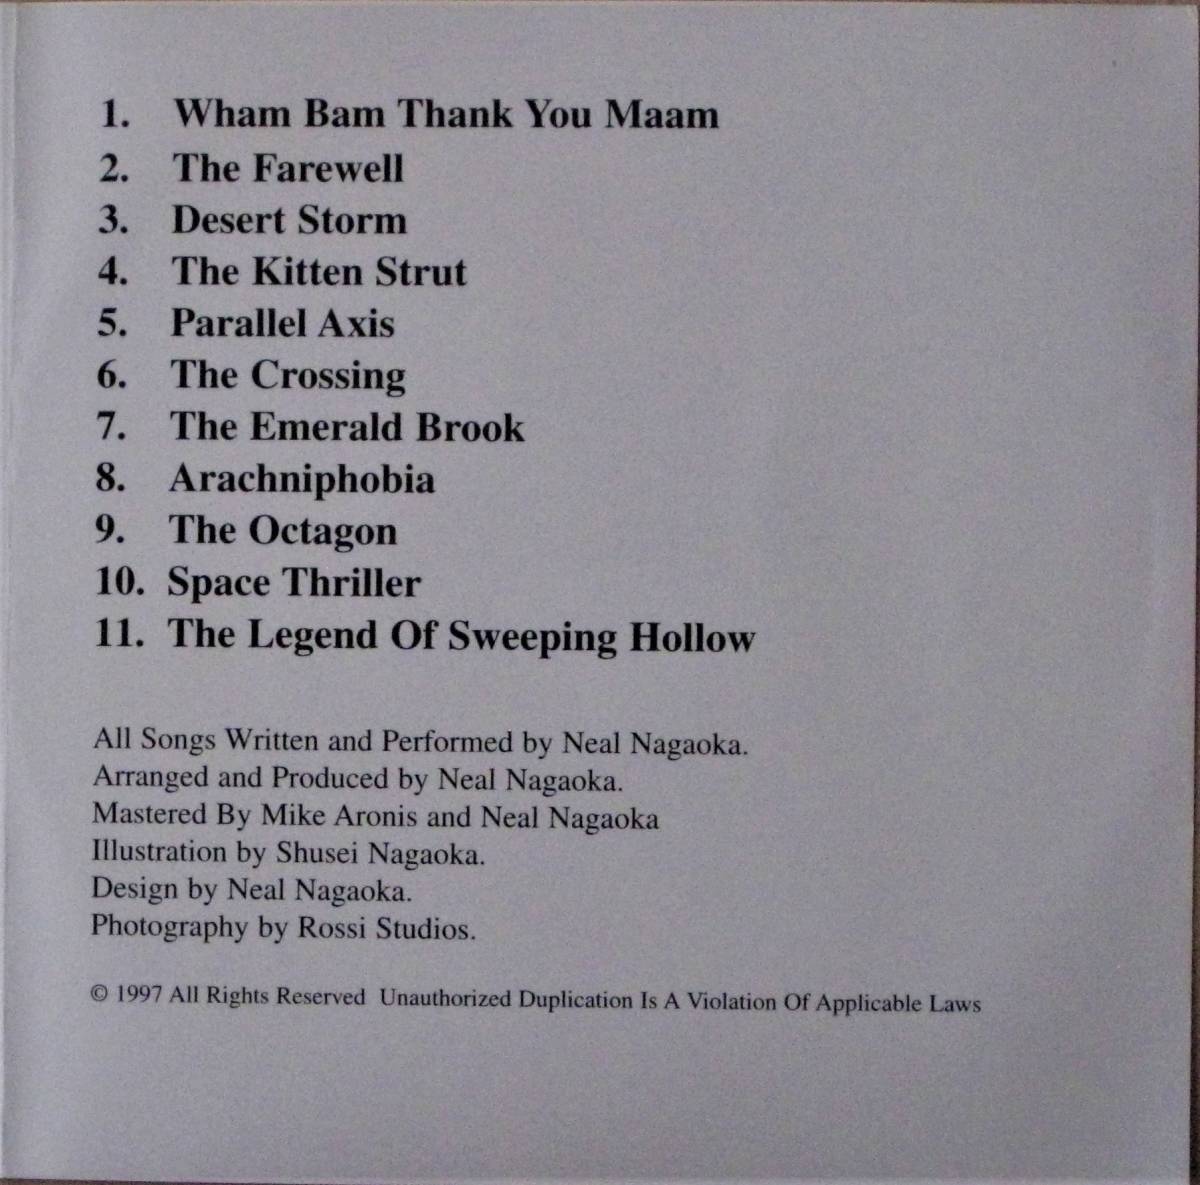 1. Wham Bam Thank You Maam
2. The Farewell
3. Desert Storm
4. The Kitten Strut
5. Parallel Axis
6. The Crossing
7. The Emerald Brook
8. Arachniphobia
9. The Octagon
10. Space Thriller
11. The Legend Of Sweeping Hollow
All Songs Written and Performed by Neal Nagaoka.
Arranged and Produced by Neal Nagaoka.
Mastered By Mike Aronis and Neal Nagaoka
Illustration by Shusei Nagaoka.
Design by Neal Nagaoka.
Photography by Rossi Studios.
© 1997 All Rights Reserved Unauthorized Duplication Is A Violation Of Applicable Laws